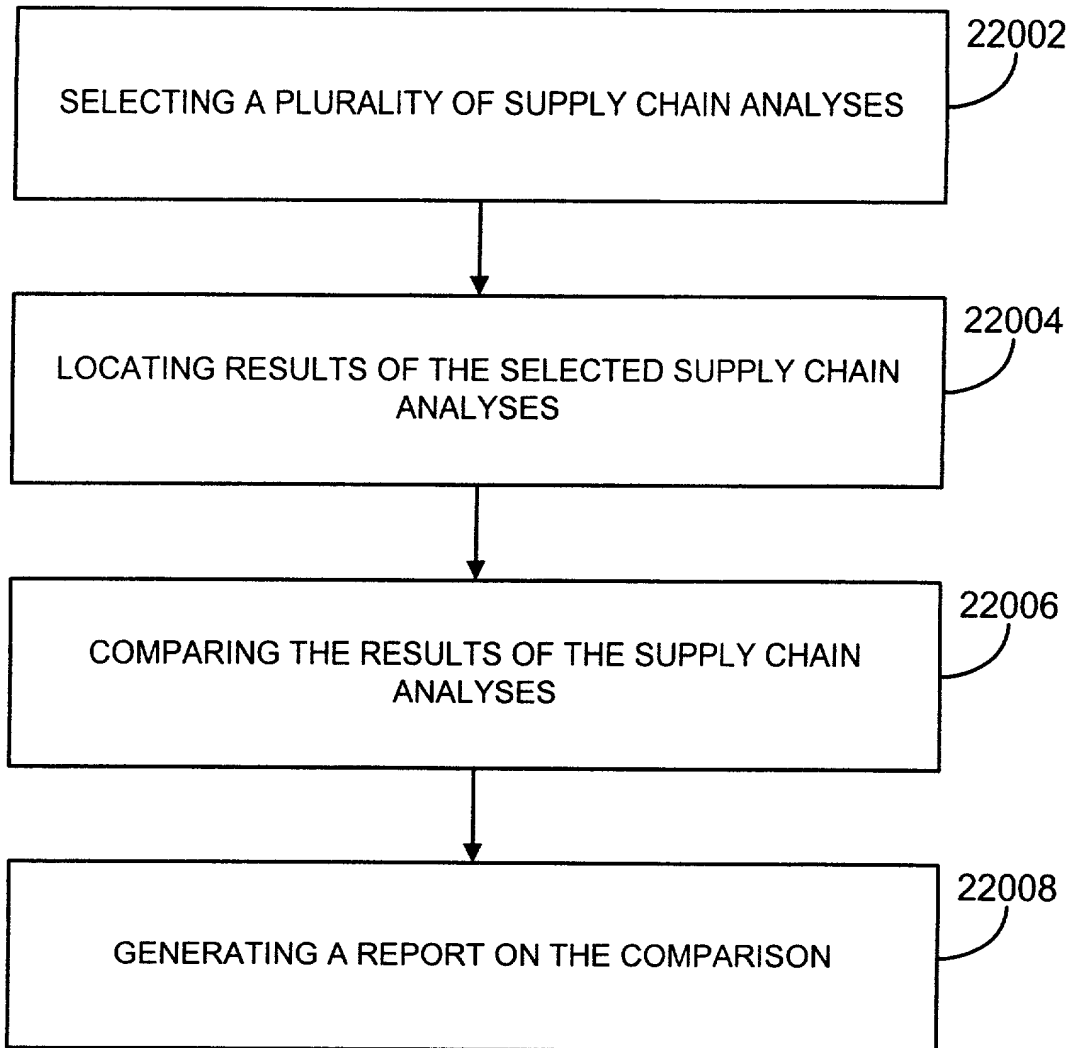 22002
SELECTING A PLURALITY OF SUPPLY CHAIN ANALYSES
22004
LOCATING RESULTS OF THE SELECTED SUPPLY CHAIN
ANALYSES
22006
COMPARING THE RESULTS OF THE SUPPLY CHAIN
ANALYSES
22008
GENERATING A REPORT ON THE COMPARISON